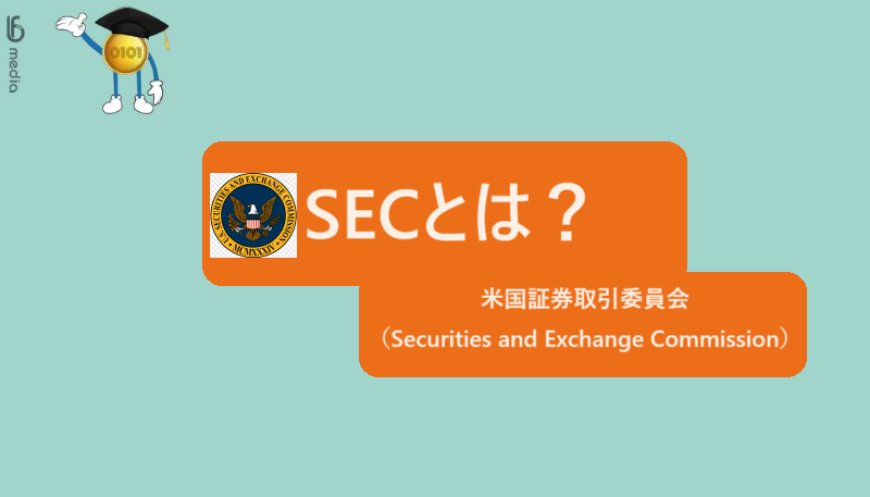 media
0101
SECとは？
U.S. SECURITIES AND EXCHANGE COMMISSION
MCMXXXIV
米国証券取引委員会
（Securities and Exchange Commission）